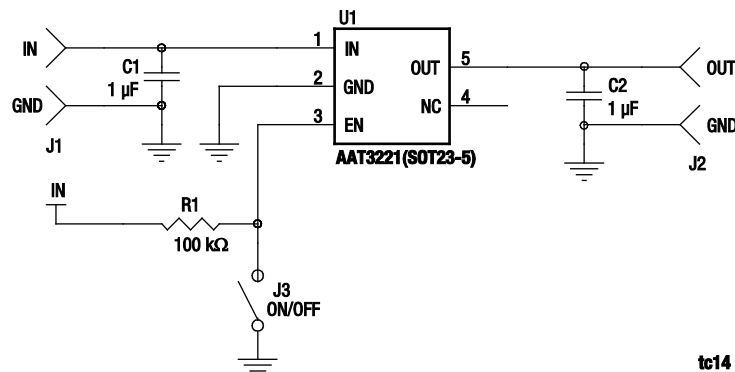 U1
IN
1
IN
C1
1 µF
2
GND
OUT
5
OUT
GND
NC
4
C2
1 µF
3
EN
GND
J1
AAT3221(SOT23-5)
J2
IN
R1
100 kΩ
J3
ON/OFF
tc14